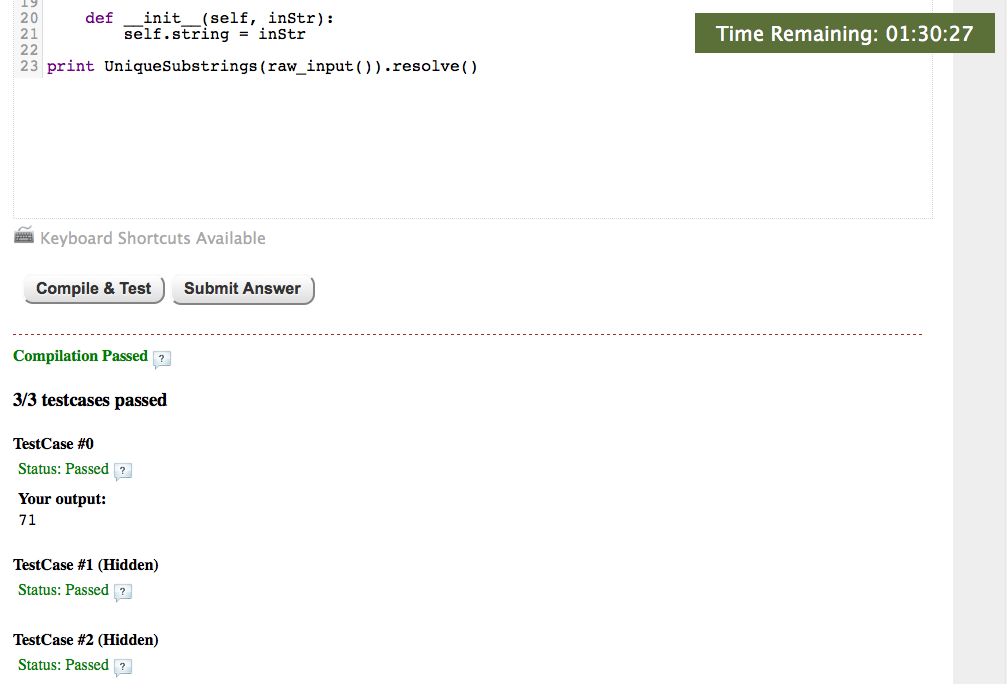 19
20     def __init__(self, inStr):
21         self.string = inStr
22
23 print UniqueSubstrings(raw_input()).resolve()
Time Remaining: 01:30:27
Keyboard Shortcuts Available
Compile & Test Submit Answer
Compilation Passed ?
3/3 testcases passed
TestCase #0
Status: Passed ?
Your output:
71
TestCase #1 (Hidden)
Status: Passed ?
TestCase #2 (Hidden)
Status: Passed ?